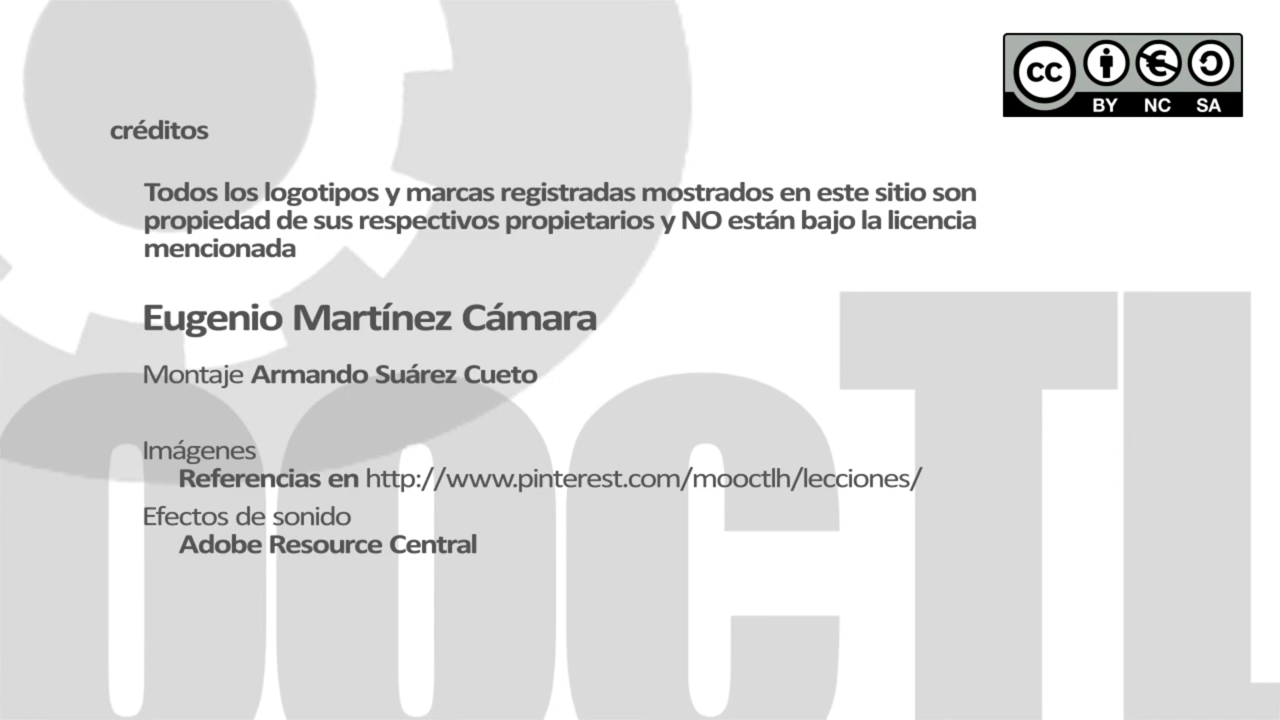 CC BY NC SA
créditos
Todos los logotipos y marcas registradas mostrados en este sitio son
propiedad de sus respectivos propietarios y NO están bajo la licencia
mencionada
Eugenio Martínez Cámara
Montaje Armando Suárez Cueto
Imágenes
Referencias en http://www.pinterest.com/mooctlh/lecciones/
Efectos de sonido
Adobe Resource Central
OOCTL